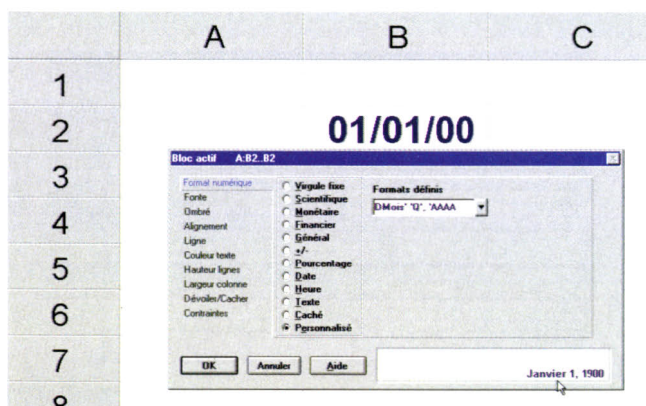 A B C
1
2 01/01/00
Bloc actif A:B2..B2
3
4
5
6
7
8
Format numérique
Fonte
Ombré
Alignement
Ligne
Couleur texte
Hauteur lignes
Largeur colonne
Dévoiler/Cacher
Contraintes
Virgule fixe
Scientifique
Monétaire
Financier
Général
+/-
Pourcentage
Date
Heure
Texte
Caché
Personnalisé
Formats définis
DMois' 'Q', 'AAAA
OK Annuler Aide
Janvier 1, 1900